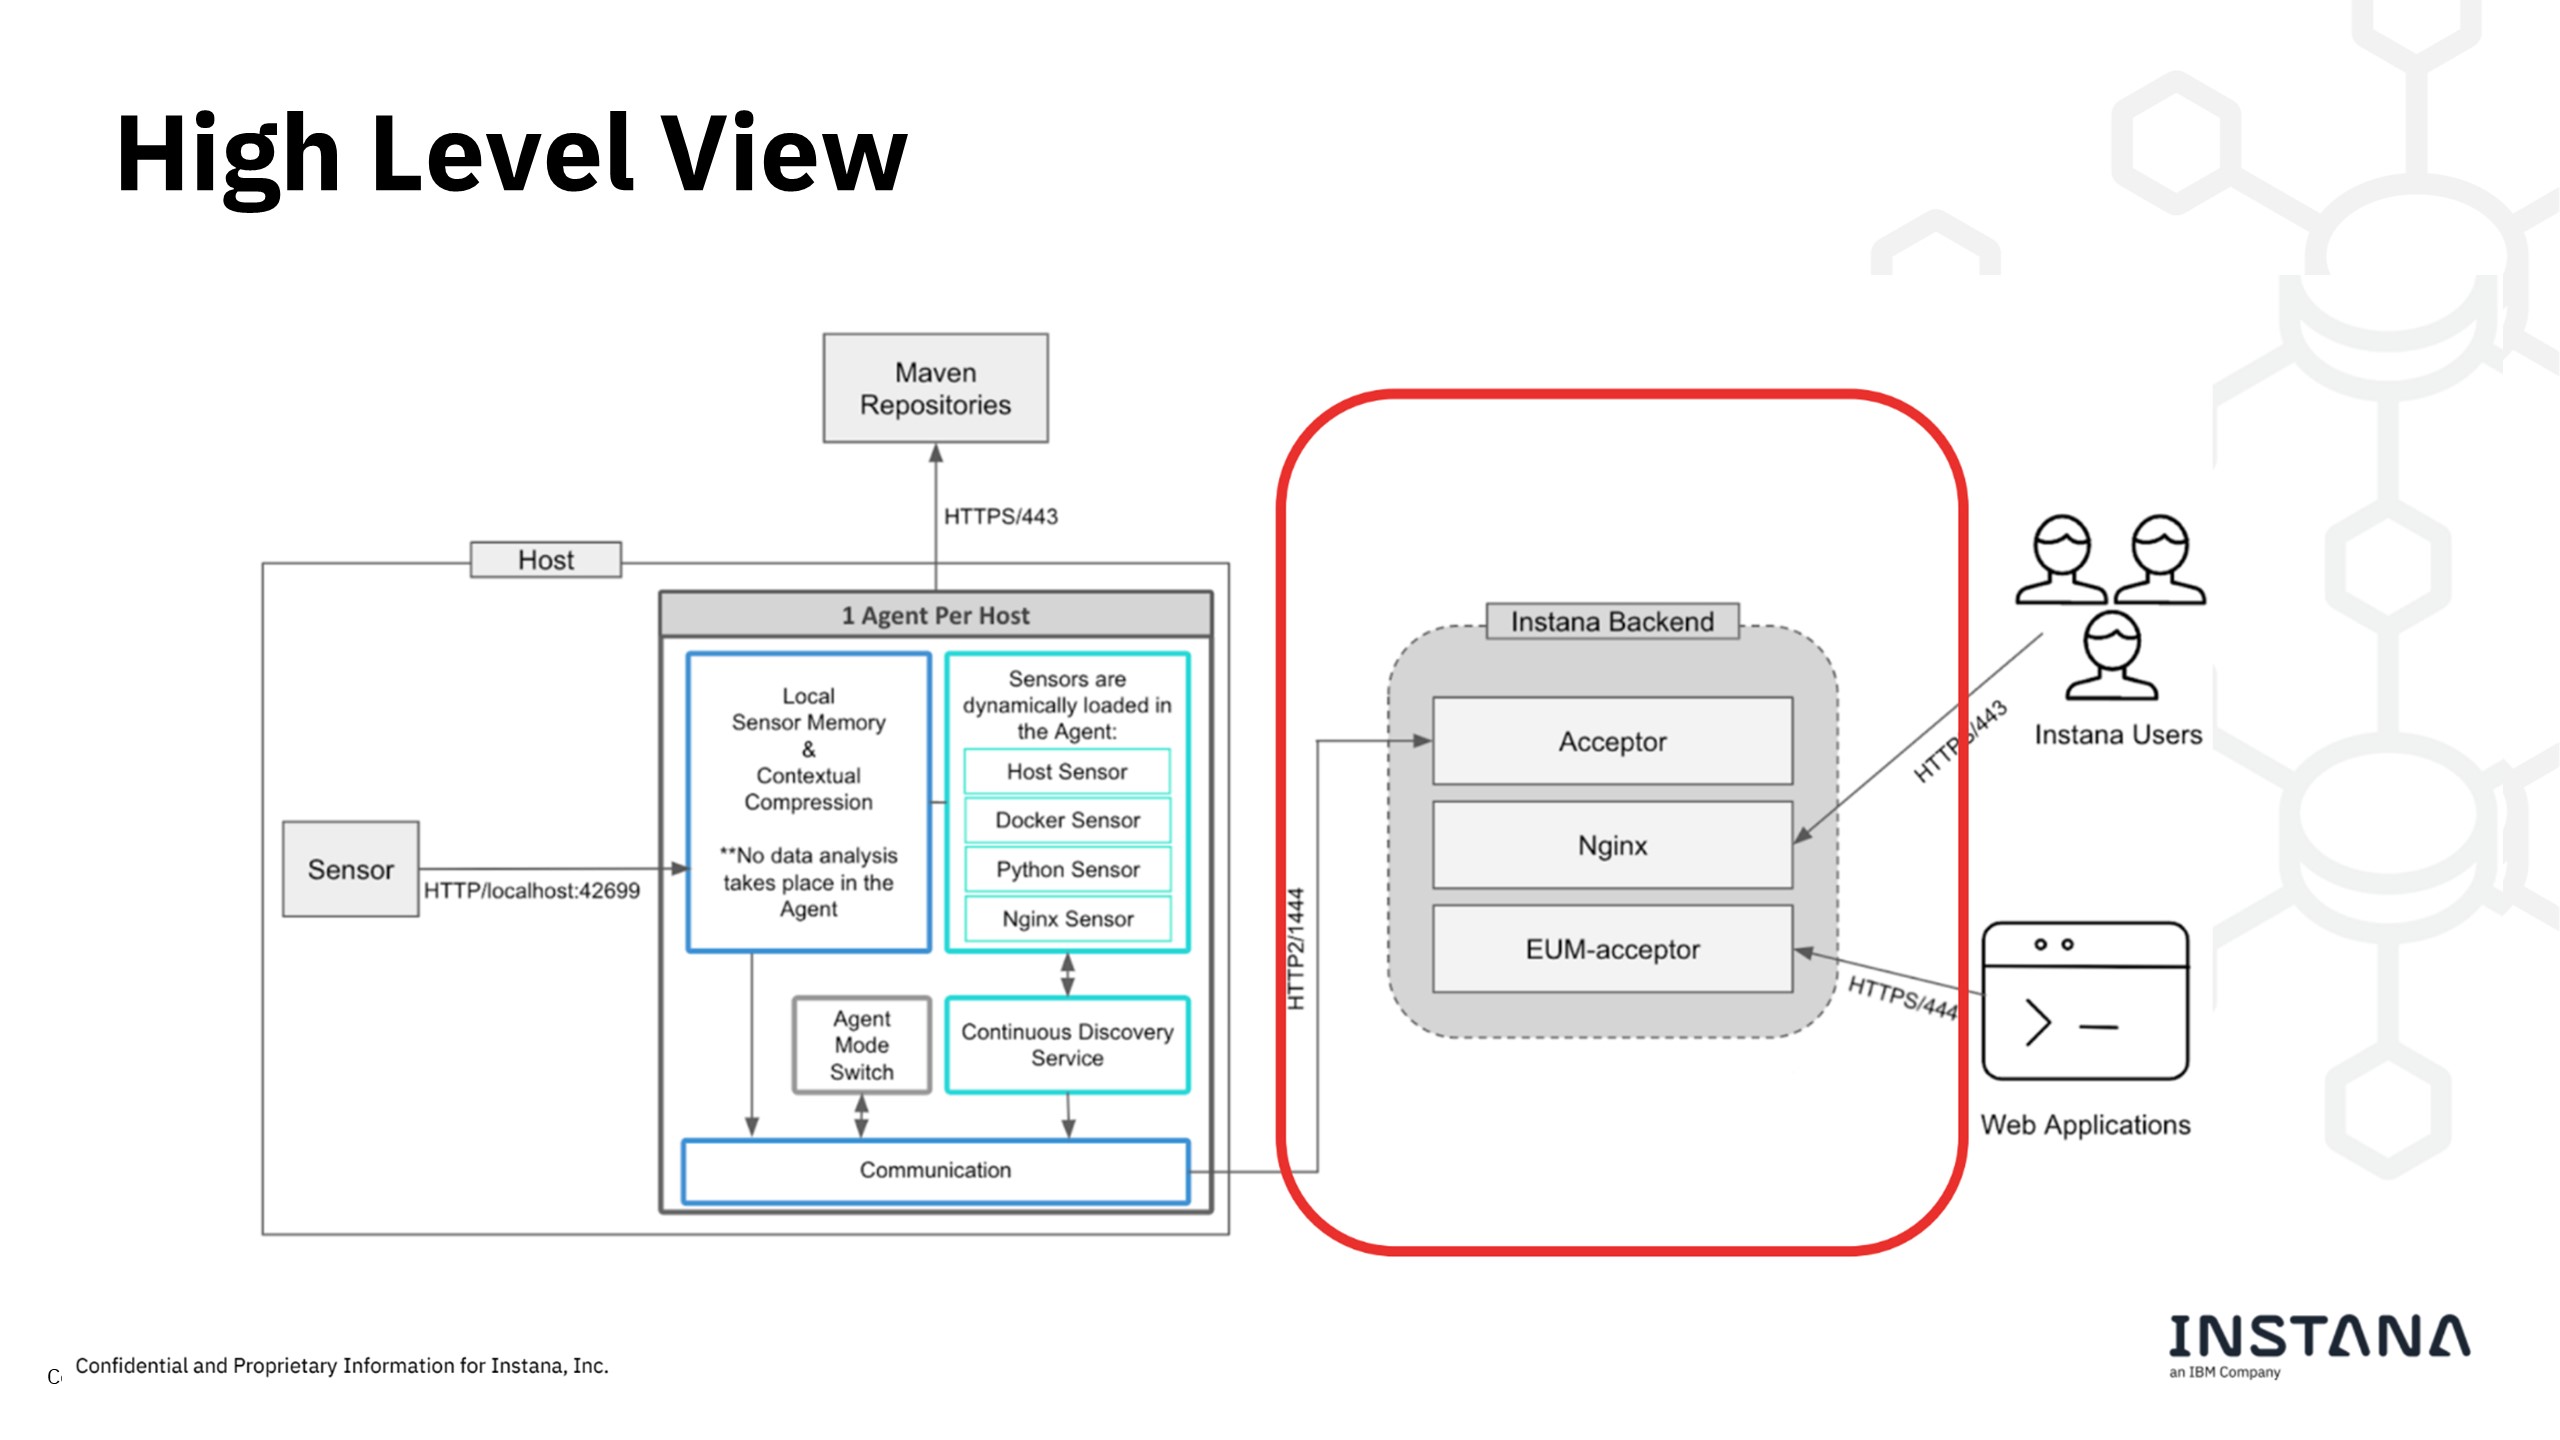 High Level View
Maven
Repositories
HTTPS/443
Host
1 Agent Per Host
Local
Sensor Memory
&
Contextual
Compression
**No data analysis
takes place in the
Agent
Sensors are
dynamically loaded in
the Agent:
Host Sensor
Docker Sensor
Python Sensor
Nginx Sensor
Sensor
HTTP/localhost:42699
Agent
Mode
Switch
Continuous Discovery
Service
Communication
HTTP2/1444
Instana Backend
Acceptor
Nginx
EUM-acceptor
HTTPS/443
Instana Users
HTTPS/444
Web Applications
Confidential and Proprietary Information for Instana, Inc.
INSTANA
an IBM Company